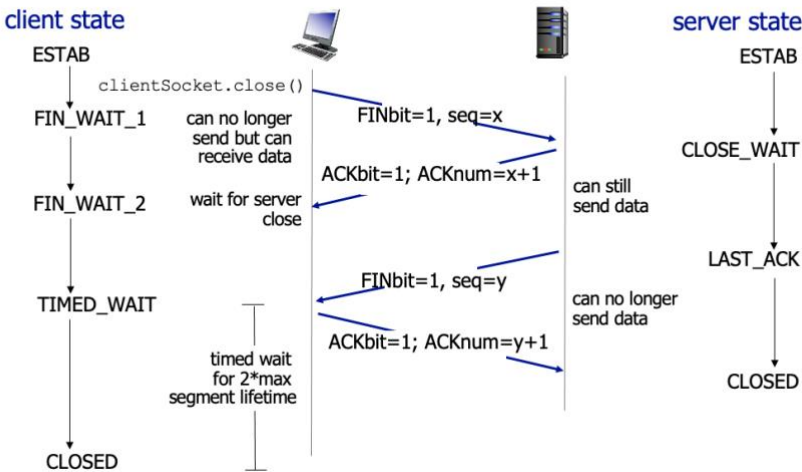 client state
server state
ESTAB
ESTAB
clientSocket.close()
FIN_WAIT_1
can no longer
send but can
receive data
FINbit=1, seq=x
CLOSE_WAIT
ACKbit=1; ACKnum=x+1
FIN_WAIT_2
wait for server
close
can still
send data
LAST_ACK
FINbit=1, seq=y
TIMED_WAIT
can no longer
send data
ACKbit=1; ACKnum=y+1
timed wait
for 2*max
segment lifetime
CLOSED
CLOSED